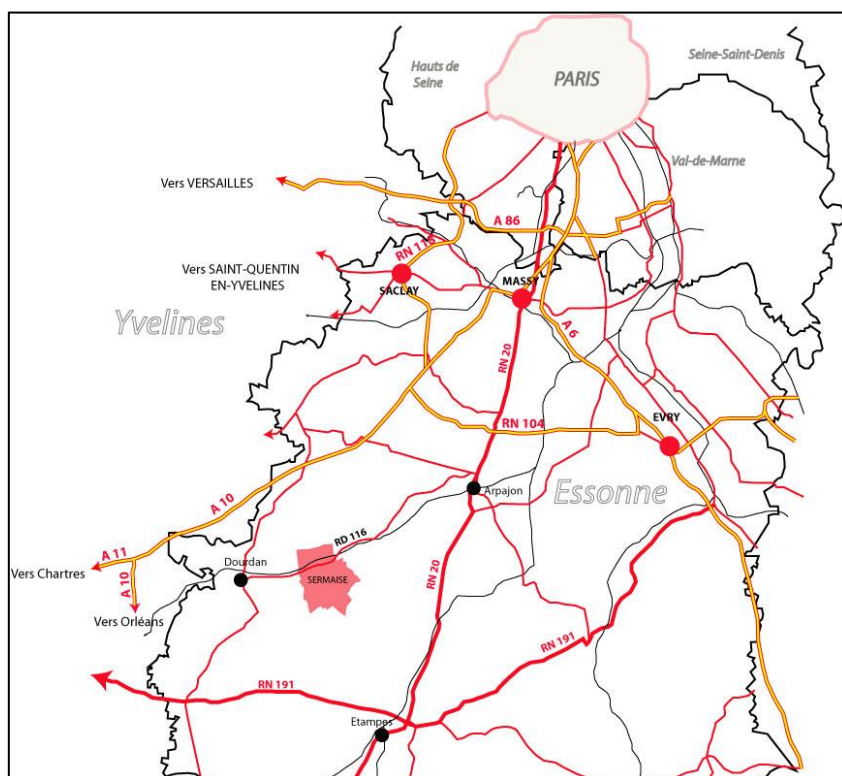 Hauts de
Seine
PARIS
Seine-Saint-Denis
Val-de-Marne
Vers VERSAILLES
A 86
RN 118
Vers SAINT-QUENTIN
EN-YVELINES
SACLAY
MASSY
Yvelines
A 6
RN 20
RN 104
EVRY
A 10
Arpajon
Essonne
RD 116
A 11
Vers Chartres
A 10
Dourdan
SERMAISE
RN 20
Vers Orléans
RN 191
RN 191
Etampes